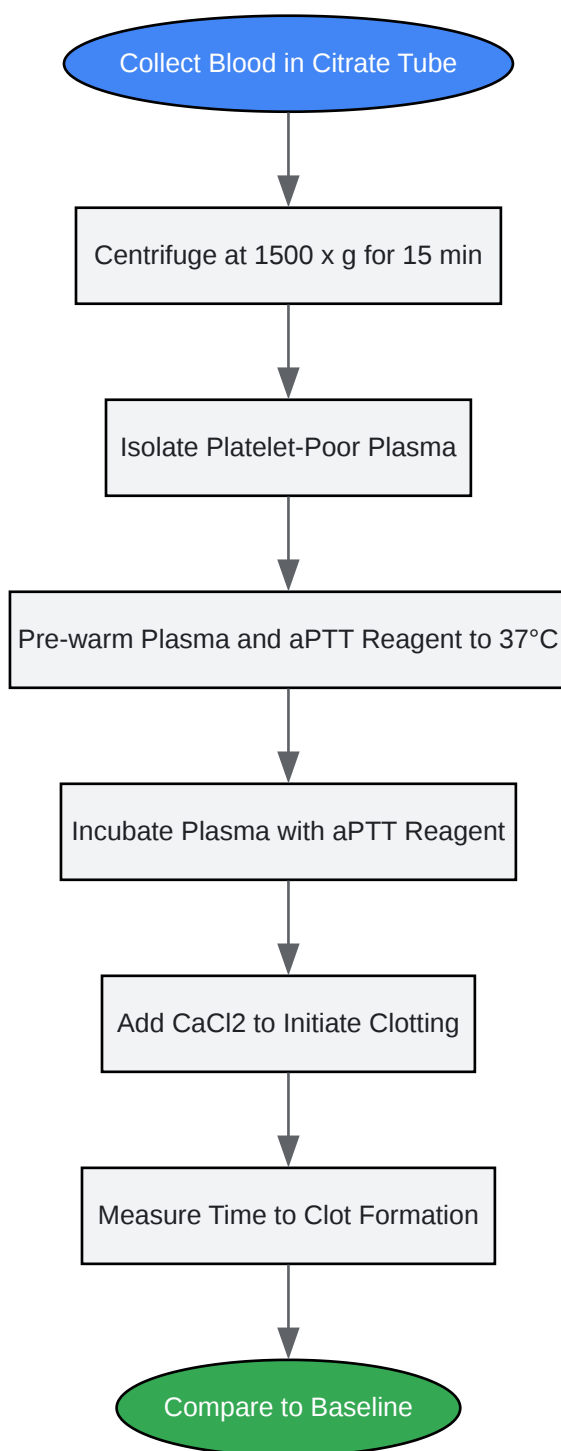 Collect Blood in Citrate Tube
Centrifuge at 1500 x g for 15 min
Isolate Platelet-Poor Plasma
Pre-warm Plasma and aPTT Reagent to 37°C
Incubate Plasma with aPTT Reagent
Add CaCl2 to Initiate Clotting
Measure Time to Clot Formation
Compare to Baseline